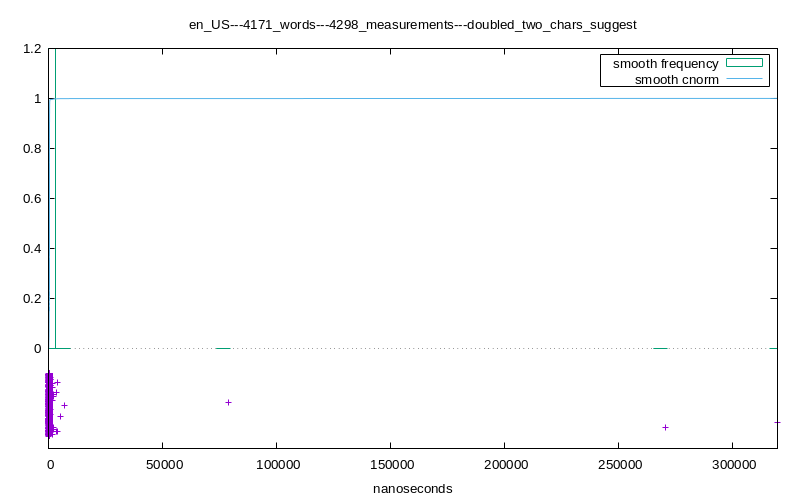 en_US---4171_words---4298_measurements---doubled_two_chars_suggest
1.2
smooth frequency
smooth cnorm
1
0.8
0.6
0.4
0.2
0
0 50000 100000 150000 200000 250000 300000
nanoseconds